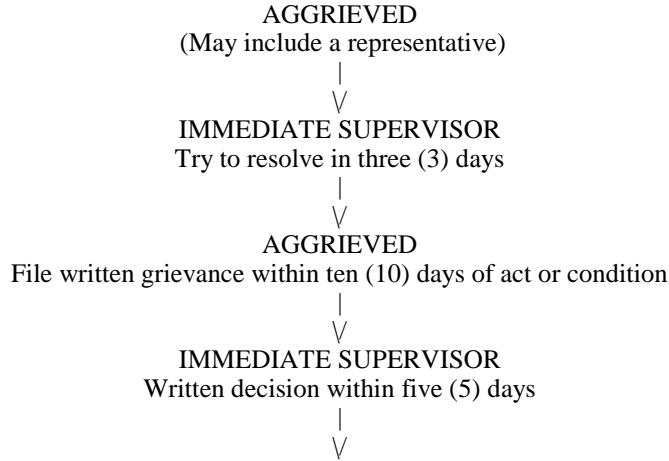 AGGRIEVED
(May include a representative)
|
\/
IMMEDIATE SUPERVISOR
Try to resolve in three (3) days
|
\/
AGGRIEVED
File written grievance within ten (10) days of act or condition
|
\/
IMMEDIATE SUPERVISOR
Written decision within five (5) days
|
\/